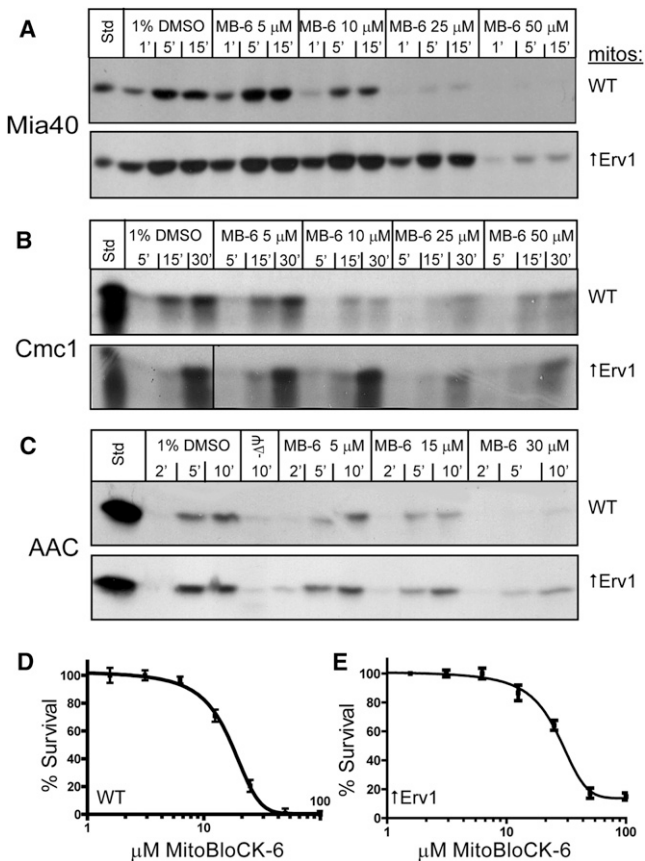 A
Std
1% DMSO
MB-6 5 μM
MB-6 10 μM
MB-6 25 μM
MB-6 50 μM
1' 5' 15' 1' 5' 15' 1' 5' 15' 1' 5' 15' 1' 5' 15'
mitos:
WT
Mia40
↑Erv1
B
Std
1% DMSO
MB-6 5 μM
MB-6 10 μM
MB-6 25 μM
MB-6 50 μM
5' 15' 30' 5' 15' 30' 5' 15' 30' 5' 15' 30' 5' 15' 30'
WT
Cmc1
↑Erv1
C
Std
1% DMSO
-ΔΨ
MB-6 5 μM
MB-6 15 μM
MB-6 30 μM
2' 5' 10' 10' 2' 5' 10' 2' 5' 10' 2' 5' 10'
WT
AAC
↑Erv1
D
% Survival
100
80
60
40
20
0
WT
1
10
100
μM MitoBloCK-6
E
% Survival
100
80
60
40
20
0
↑Erv1
1
10
100
μM MitoBloCK-6